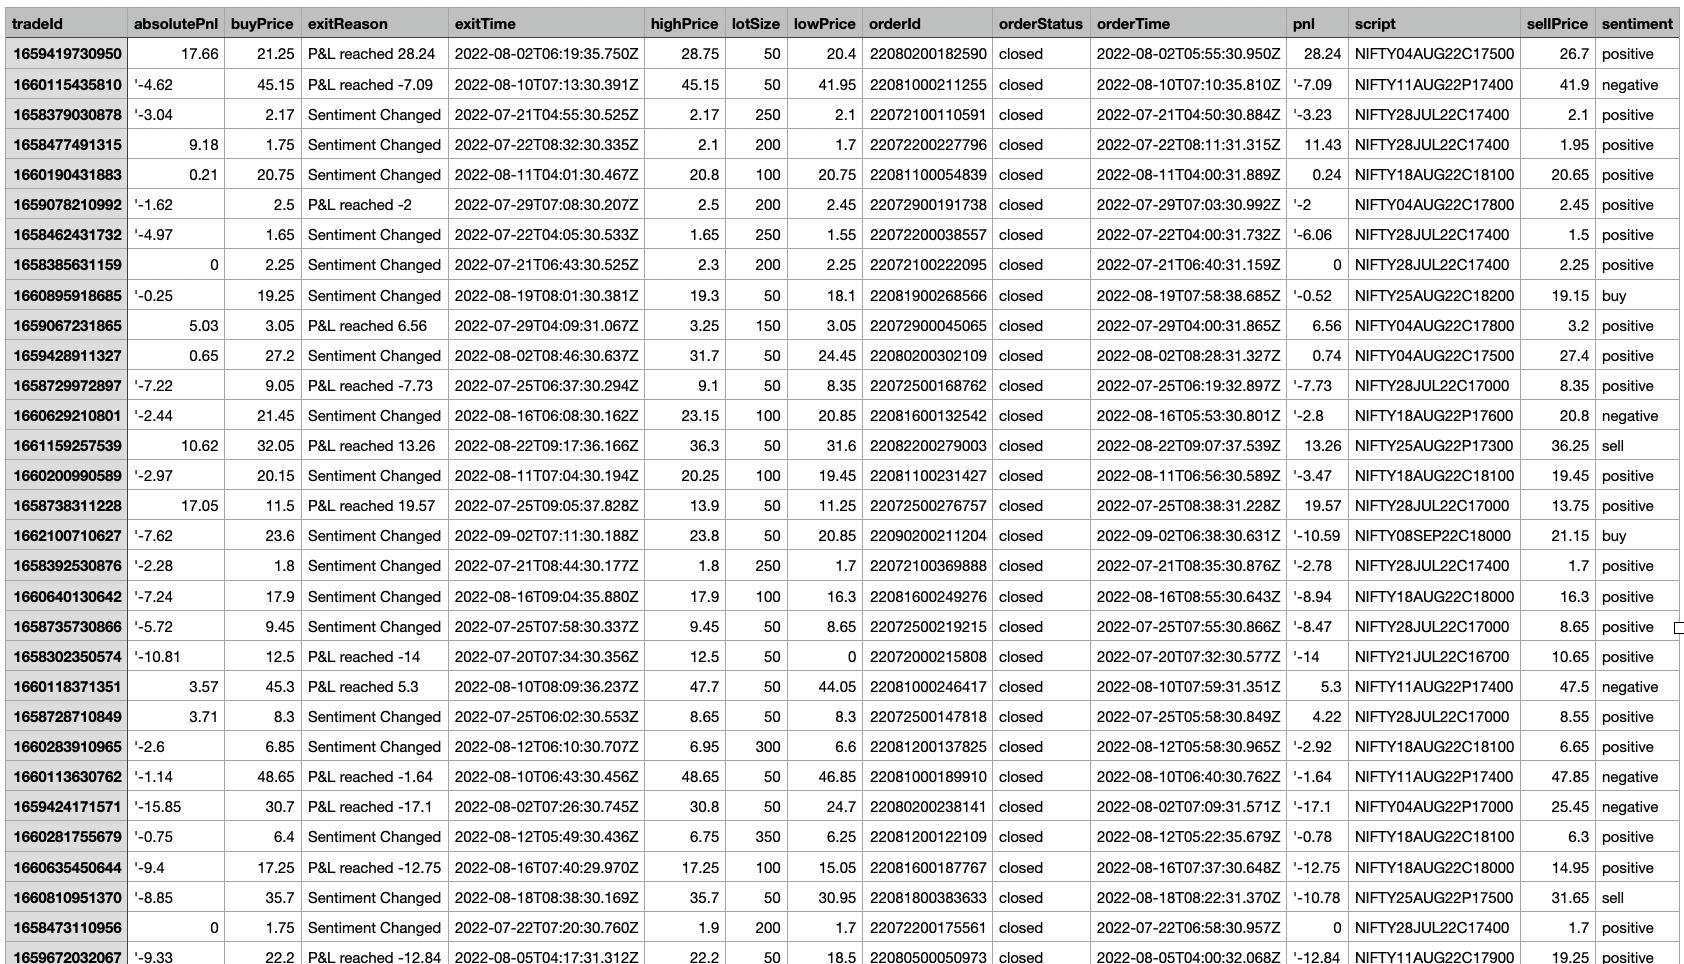 tradeId absolutePnl buyPrice exitReason exitTime highPrice lotSize lowPrice orderId orderStatus orderTime pnl script sellPrice sentiment
1659419730950 17.66 21.25 P&L reached 28.24 2022-08-02T06:19:35.750Z 28.75 50 20.4 22080200182590 closed 2022-08-02T05:55:30.950Z 28.24 NIFTY04AUG22C17500 26.7 positive
1660115435810 '-4.62 45.15 P&L reached -7.09 2022-08-10T07:13:30.391Z 45.15 50 41.95 22081000211255 closed 2022-08-10T07:10:35.810Z '-7.09 NIFTY11AUG22P17400 41.9 negative
1658379030878 '-3.04 2.17 Sentiment Changed 2022-07-21T04:55:30.525Z 2.17 250 2.1 22072100110591 closed 2022-07-21T04:50:30.884Z '-3.23 NIFTY28JUL22C17400 2.1 positive
1658477491315 9.18 1.75 Sentiment Changed 2022-07-22T08:32:30.335Z 2.1 200 1.7 22072200227796 closed 2022-07-22T08:11:31.315Z 11.43 NIFTY28JUL22C17400 1.95 positive
1660190431883 0.21 20.75 Sentiment Changed 2022-08-11T04:01:30.467Z 20.8 100 20.75 22081100054839 closed 2022-08-11T04:00:31.889Z 0.24 NIFTY18AUG22C18100 20.65 positive
1659078210992 '-1.62 2.5 P&L reached -2 2022-07-29T07:08:30.207Z 2.5 200 2.45 22072900191738 closed 2022-07-29T07:03:30.992Z '-2 NIFTY04AUG22C17800 2.45 positive
1658462431732 '-4.97 1.65 Sentiment Changed 2022-07-22T04:05:30.533Z 1.65 250 1.55 22072200038557 closed 2022-07-22T04:00:31.732Z '-6.06 NIFTY28JUL22C17400 1.5 positive
1658385631159 0 2.25 Sentiment Changed 2022-07-21T06:43:30.525Z 2.3 200 2.25 22072100222095 closed 2022-07-21T06:40:31.159Z 0 NIFTY28JUL22C17400 2.25 positive
1660895918685 '-0.25 19.25 Sentiment Changed 2022-08-19T08:01:30.381Z 19.3 50 18.1 22081900268566 closed 2022-08-19T07:58:38.685Z '-0.52 NIFTY25AUG22C18200 19.15 buy
1659067231865 5.03 3.05 P&L reached 6.56 2022-07-29T04:09:31.067Z 3.25 150 3.05 22072900045065 closed 2022-07-29T04:00:31.865Z 6.56 NIFTY04AUG22C17800 3.2 positive
1659428911327 0.65 27.2 Sentiment Changed 2022-08-02T08:46:30.637Z 31.7 50 24.45 22080200302109 closed 2022-08-02T08:28:31.327Z 0.74 NIFTY04AUG22C17500 27.4 positive
1658729972897 '-7.22 9.05 P&L reached -7.73 2022-07-25T06:37:30.294Z 9.1 50 8.35 22072500168762 closed 2022-07-25T06:19:32.897Z '-7.73 NIFTY28JUL22C17000 8.35 positive
1660629210801 '-2.44 21.45 Sentiment Changed 2022-08-16T06:08:30.162Z 23.15 100 20.85 22081600132542 closed 2022-08-16T05:53:30.801Z '-2.8 NIFTY18AUG22P17600 20.8 negative
1661159257539 10.62 32.05 P&L reached 13.26 2022-08-22T09:17:36.166Z 36.3 50 31.6 22082200279003 closed 2022-08-22T09:07:37.539Z 13.26 NIFTY25AUG22P17300 36.25 sell
1660200990589 '-2.97 20.15 Sentiment Changed 2022-08-11T07:04:30.194Z 20.25 100 19.45 22081100231427 closed 2022-08-11T06:56:30.589Z '-3.47 NIFTY18AUG22C18100 19.45 positive
1658738311228 17.05 11.5 P&L reached 19.57 2022-07-25T09:05:37.828Z 13.9 50 11.25 22072500276757 closed 2022-07-25T08:38:31.228Z 19.57 NIFTY28JUL22C17000 13.75 positive
1662100710627 '-7.62 23.6 Sentiment Changed 2022-09-02T07:11:30.188Z 23.8 50 20.85 22090200211204 closed 2022-09-02T06:38:30.631Z '-10.59 NIFTY08SEP22C18000 21.15 buy
1658392530876 '-2.28 1.8 Sentiment Changed 2022-07-21T08:44:30.177Z 1.8 250 1.7 22072100369888 closed 2022-07-21T08:35:30.876Z '-2.78 NIFTY28JUL22C17400 1.7 positive
1660640130642 '-7.24 17.9 Sentiment Changed 2022-08-16T09:04:35.880Z 17.9 100 16.3 22081600249276 closed 2022-08-16T08:55:30.643Z '-8.94 NIFTY18AUG22C18000 16.3 positive
1658735730866 '-5.72 9.45 Sentiment Changed 2022-07-25T07:58:30.337Z 9.45 50 8.65 22072500219215 closed 2022-07-25T07:55:30.866Z '-8.47 NIFTY28JUL22C17000 8.65 positive
1658302350574 '-10.81 12.5 P&L reached -14 2022-07-20T07:34:30.356Z 12.5 50 0 22072000215808 closed 2022-07-20T07:32:30.577Z '-14 NIFTY21JUL22C16700 10.65 positive
1660118371351 3.57 45.3 P&L reached 5.3 2022-08-10T08:09:36.237Z 47.7 50 44.05 22081000246417 closed 2022-08-10T07:59:31.351Z 5.3 NIFTY11AUG22P17400 47.5 negative
1658728710849 3.71 8.3 Sentiment Changed 2022-07-25T06:02:30.553Z 8.65 50 8.3 22072500147818 closed 2022-07-25T05:58:30.849Z 4.22 NIFTY28JUL22C17000 8.55 positive
1660283910965 '-2.6 6.85 Sentiment Changed 2022-08-12T06:10:30.707Z 6.95 300 6.6 22081200137825 closed 2022-08-12T05:58:30.965Z '-2.92 NIFTY18AUG22C18100 6.65 positive
1660113630762 '-1.14 48.65 P&L reached -1.64 2022-08-10T06:43:30.456Z 48.65 50 46.85 22081000189910 closed 2022-08-10T06:40:30.762Z '-1.64 NIFTY11AUG22P17400 47.85 negative
1659424171571 '-15.85 30.7 P&L reached -17.1 2022-08-02T07:26:30.745Z 30.8 50 24.7 22080200238141 closed 2022-08-02T07:09:31.571Z '-17.1 NIFTY04AUG22P17000 25.45 negative
1660281755679 '-0.75 6.4 Sentiment Changed 2022-08-12T05:49:30.436Z 6.75 350 6.25 22081200122109 closed 2022-08-12T05:22:35.679Z '-0.78 NIFTY18AUG22C18100 6.3 positive
1660635450644 '-9.4 17.25 P&L reached -12.75 2022-08-16T07:40:29.970Z 17.25 100 15.05 22081600187767 closed 2022-08-16T07:37:30.648Z '-12.75 NIFTY18AUG22C18000 14.95 positive
1660810951370 '-8.85 35.7 Sentiment Changed 2022-08-18T08:38:30.169Z 35.7 50 30.95 22081800383633 closed 2022-08-18T08:22:31.370Z '-10.78 NIFTY25AUG22P17500 31.65 sell
1658473110956 0 1.75 Sentiment Changed 2022-07-22T07:20:30.760Z 1.9 200 1.7 22072200175561 closed 2022-07-22T06:58:30.957Z 0 NIFTY28JUL22C17400 1.7 positive
1659672032067 '-9.33 22.2 P&L reached -12.84 2022-08-05T04:17:31.312Z 22.2 50 18.5 22080500050973 closed 2022-08-05T04:00:32.068Z '-12.84 NIFTY11AUG22C17900 19.25 positive